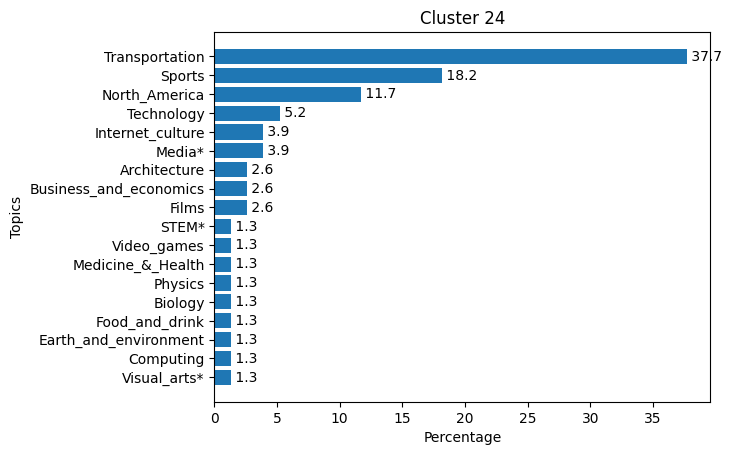 Cluster 24
Topics
Transportation 37.7
Sports 18.2
North_America 11.7
Technology 5.2
Internet_culture 3.9
Media* 3.9
Architecture 2.6
Business_and_economics 2.6
Films 2.6
STEM* 1.3
Video_games 1.3
Medicine_&_Health 1.3
Physics 1.3
Biology 1.3
Food_and_drink 1.3
Earth_and_environment 1.3
Computing 1.3
Visual_arts* 1.3
0 5 10 15 20 25 30 35
Percentage